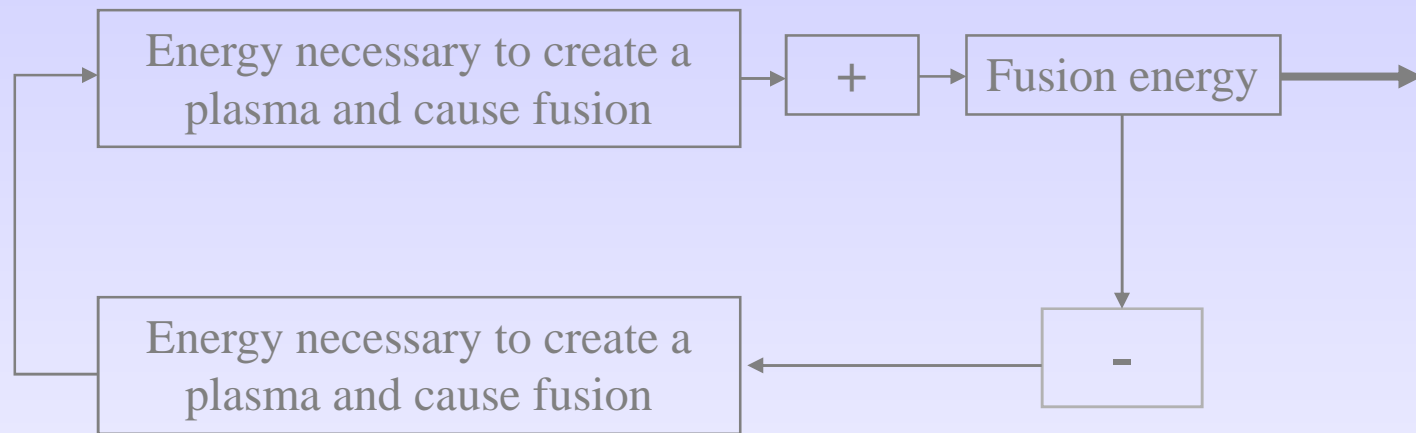 Energy necessary to create a
plasma and cause fusion
+
Fusion energy
Energy necessary to create a
plasma and cause fusion
-